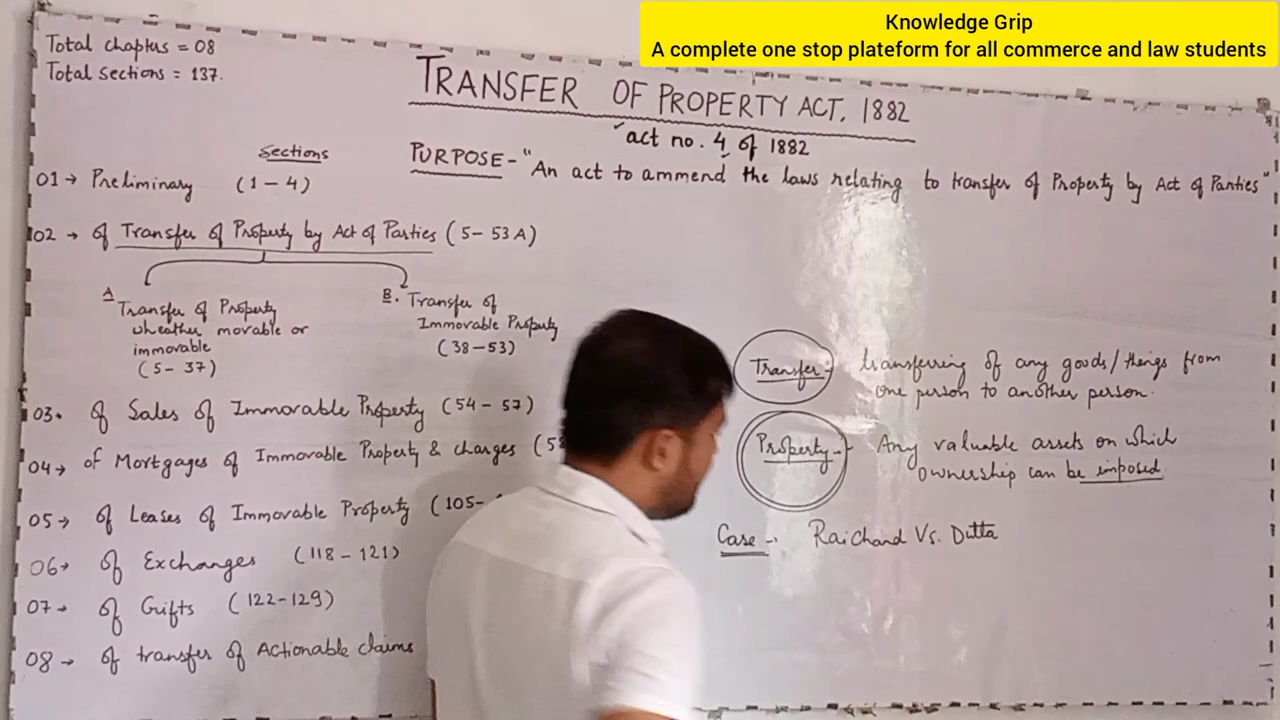 Knowledge Grip
A complete one stop plateform for all commerce and law students
Total chapters = 08
Total Sections = 137.
TRANSFER OF PROPERTY ACT, 1882
act no. 4 of 1882
PURPOSE - "An act to ammend the laws relating to transfer of Property by Act of Parties"
Sections
01 → Preliminary (1 – 4)
02 → of Transfer of Property by Act of Parties (5 – 53A)
A Transfer of Property
wheather movable or
immovable
(5 – 37)
B. Transfer of
Immovable Property
(38 – 53)
03. of Sales of Immovable Property (54 – 57)
04 → of Mortgages of Immovable Property & charges (58
05 → of Leases of Immovable Property (105 –
06 → of Exchanges (118 – 121)
07 → of Gifts (122 – 129)
08 → of transfer of Actionable claims
Transfer :- transferring of any goods/things from
one person to another person.
Property :- Any valuable assets on which
ownership can be imposed.
Case :- Raichand Vs. Dutta